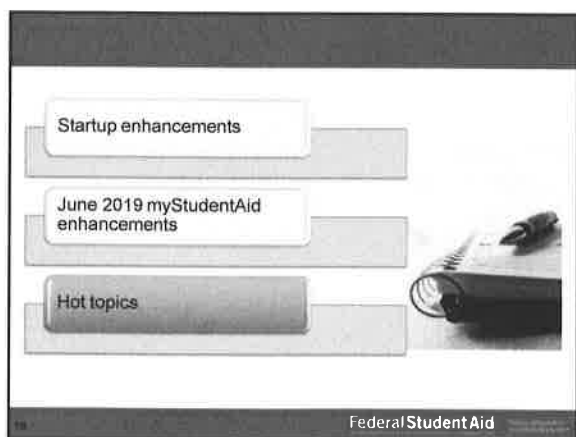 Startup enhancements
June 2019 myStudentAid
enhancements
Hot topics
Federal Student Aid